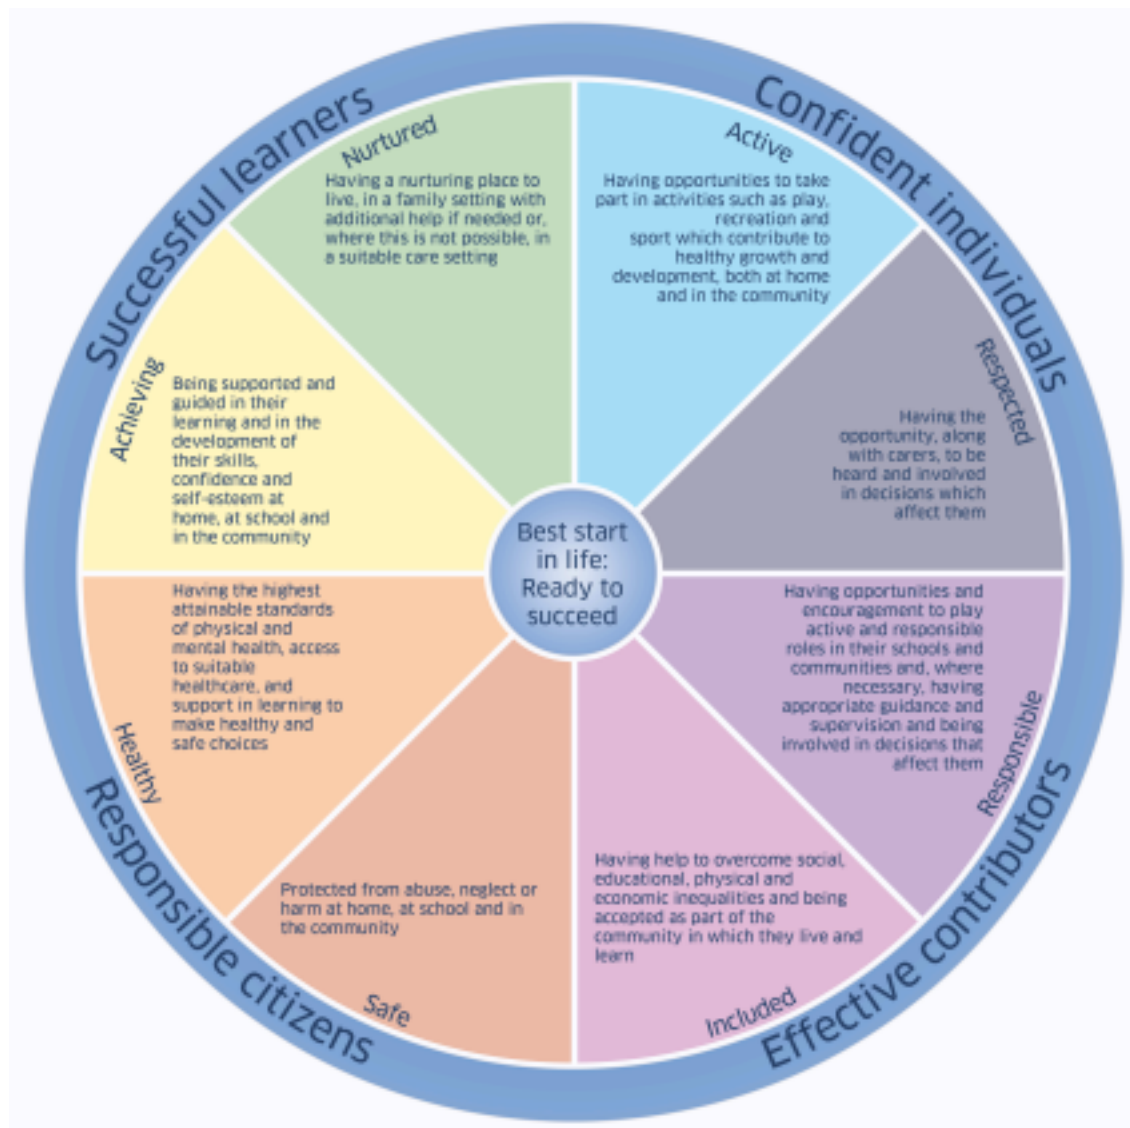 Successful learners
Confident individuals
Nurtured
Having a nurturing place to
live, in a family setting with
additional help if needed or,
where this is not possible, in
a suitable care setting
Active
Having opportunities to take
part in activities such as play,
recreation and
sport which contribute to
healthy growth and
development, both at home
and in the community
Respected
Having the
opportunity, along
with carers, to be
heard and involved
in decisions which
affect them
Achieving
Being supported and
guided in their
learning and in the
development of
their skills,
confidence and
self-esteem at
home, at school and
in the community
Best start
in life:
Ready to
succeed
Having the highest
attainable standards
of physical and
mental health, access
to suitable
healthcare, and
support in learning to
make healthy and
safe choices
Healthy
Having opportunities and
encouragement to play
active and responsible
roles in their schools and
communities and, where
necessary, having
appropriate guidance and
supervision and being
involved in decisions that
affect them
Responsible
Protected from abuse, neglect or
harm at home, at school and in
the community
Safe
Having help to overcome social,
educational, physical and
economic inequalities and being
accepted as part of the
community in which they live and
learn
Included
Responsible citizens
Effective contributors